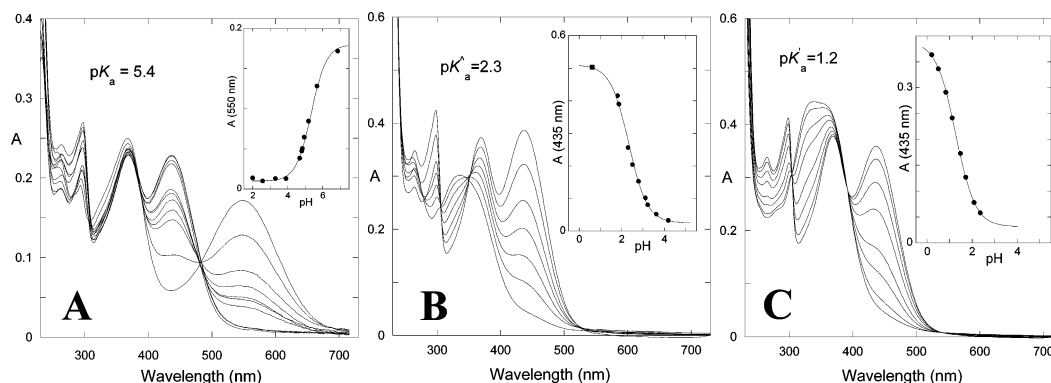 0.4
0.3
0.2
0.1
0
A
300 400 500 600 700
Wavelength (nm)
pKa = 5.4
A
0.2
0
A (550 nm)
2 4 6
pH
0.6
0.4
0.2
0
A
300 400 500 600 700
Wavelength (nm)
pK^a=2.3
B
0.6
0
A (435 nm)
0 2 4
pH
0.6
0.4
0.2
0
A
300 400 500 600 700
Wavelength (nm)
pK'a=1.2
C
0.3
0
A (435 nm)
0 2 4
pH